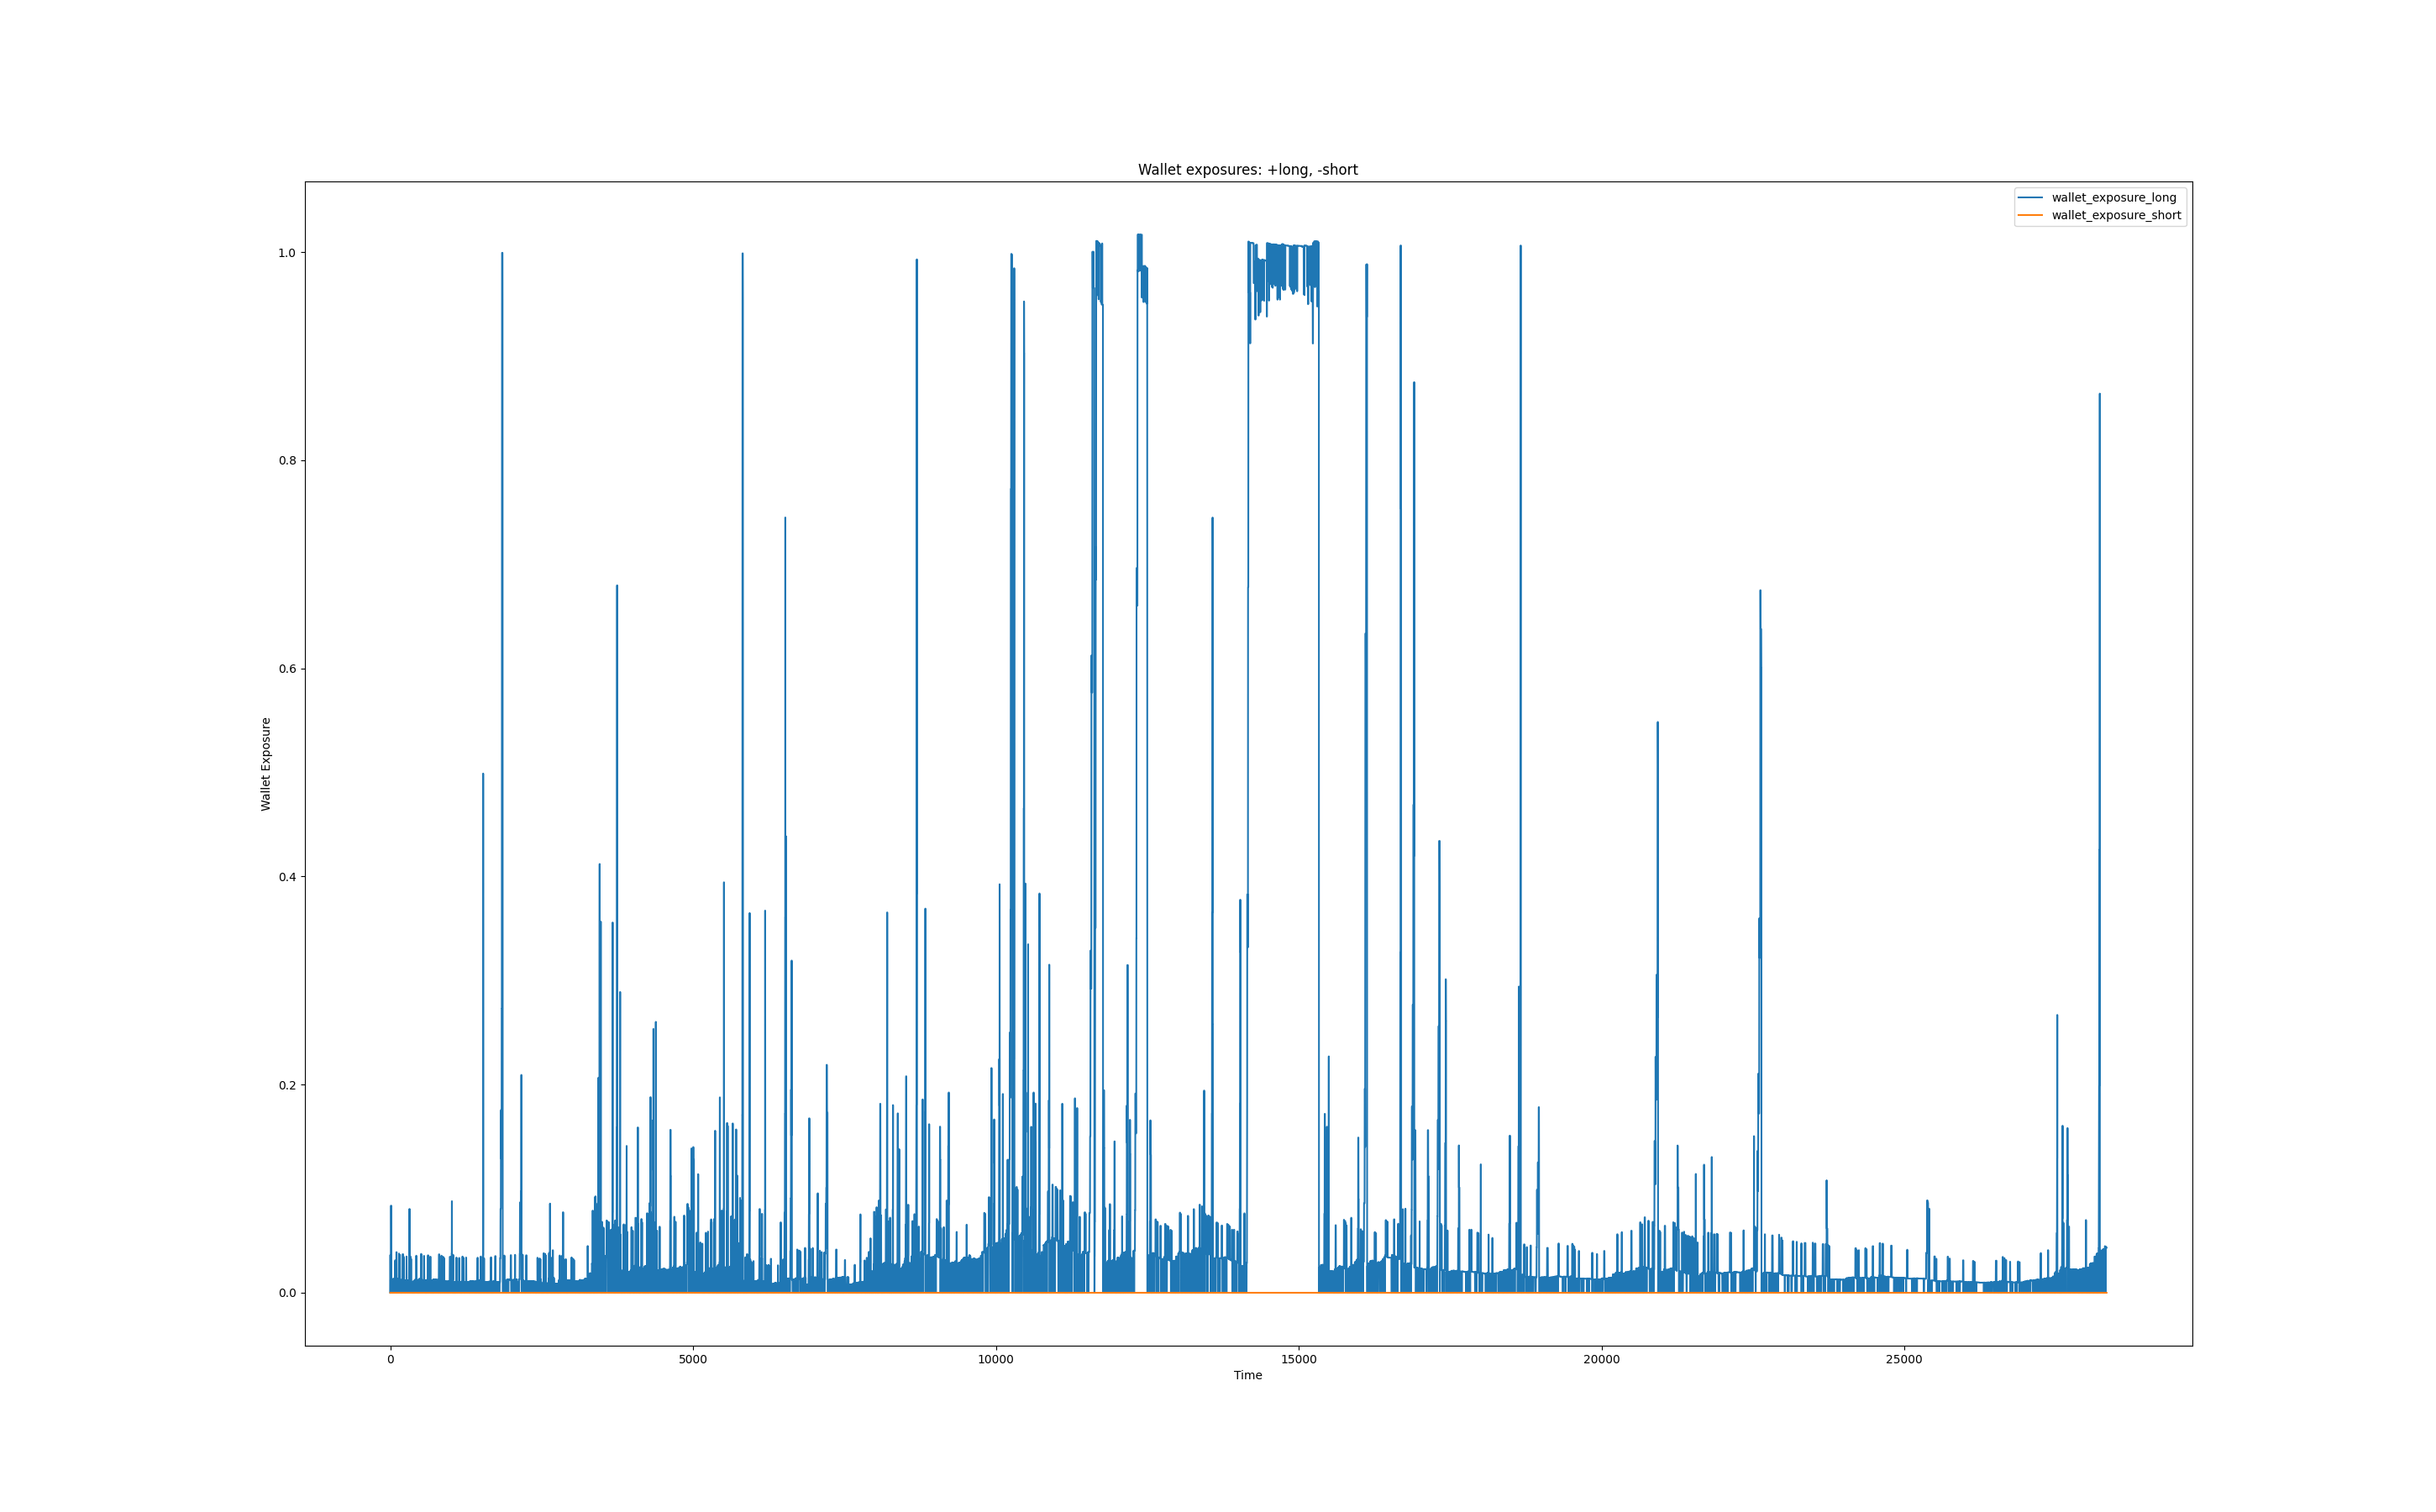 Wallet exposures: +long, -short
wallet_exposure_long
wallet_exposure_short
1.0
0.8
0.6
0.4
0.2
0.0
Wallet Exposure
0 5000 10000 15000 20000 25000
Time